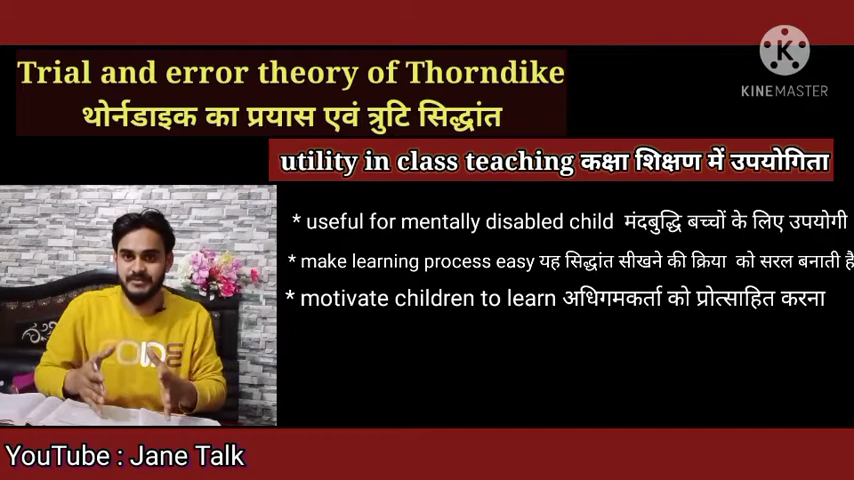 Trial and error theory of Thorndike
थोर्नडाइक का प्रयास एवं त्रुटि सिद्धांत
KINEMASTER
utility in class teaching कक्षा शिक्षण में उपयोगिता
* useful for mentally disabled child मंदबुद्धि बच्चों के लिए उपयोगी
* make learning process easy यह सिद्धांत सीखने की क्रिया को सरल बनाती है
* motivate children to learn अधिगमकर्ता को प्रोत्साहित करना
CODE
YouTube : Jane Talk